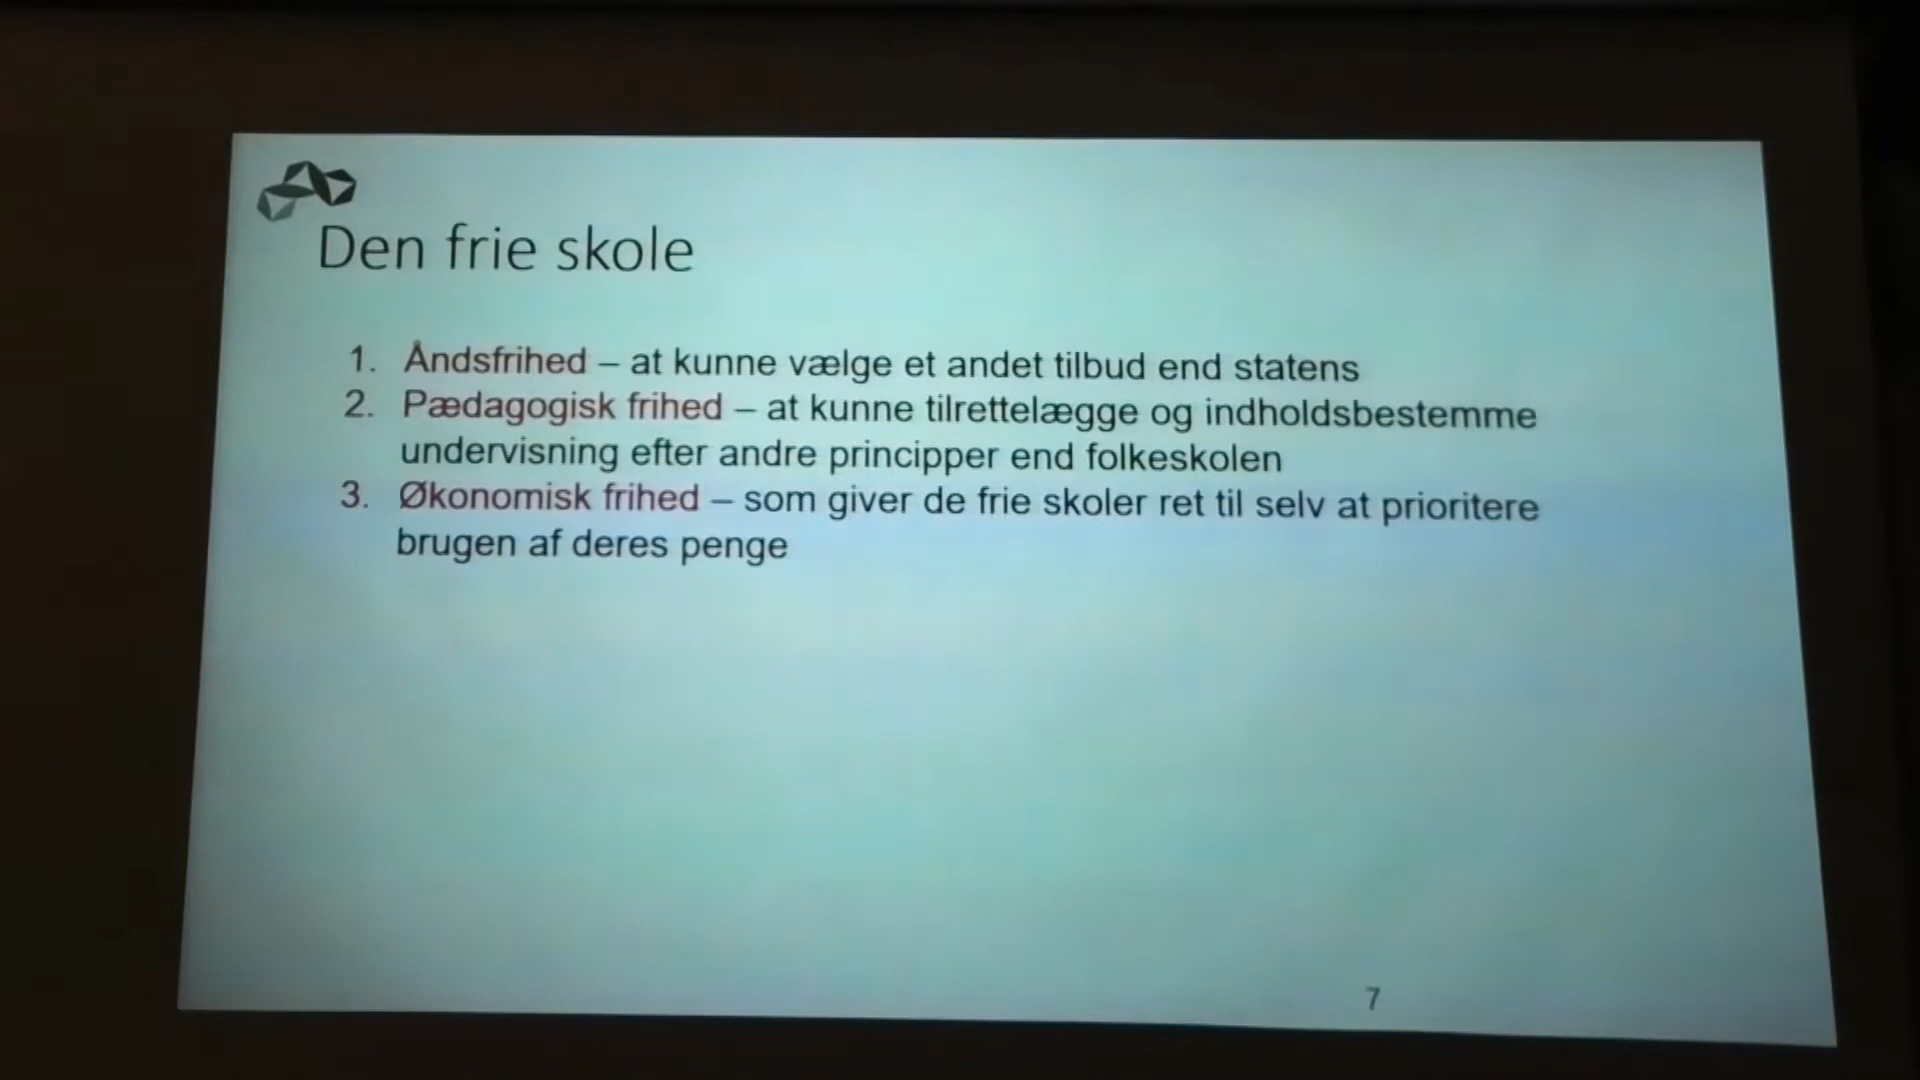 Den frie skole
1. Åndsfrihed – at kunne vælge et andet tilbud end statens
2. Pædagogisk frihed – at kunne tilrettelægge og indholdsbestemme
undervisning efter andre principper end folkeskolen
3. Økonomisk frihed – som giver de frie skoler ret til selv at prioritere
brugen af deres penge
7